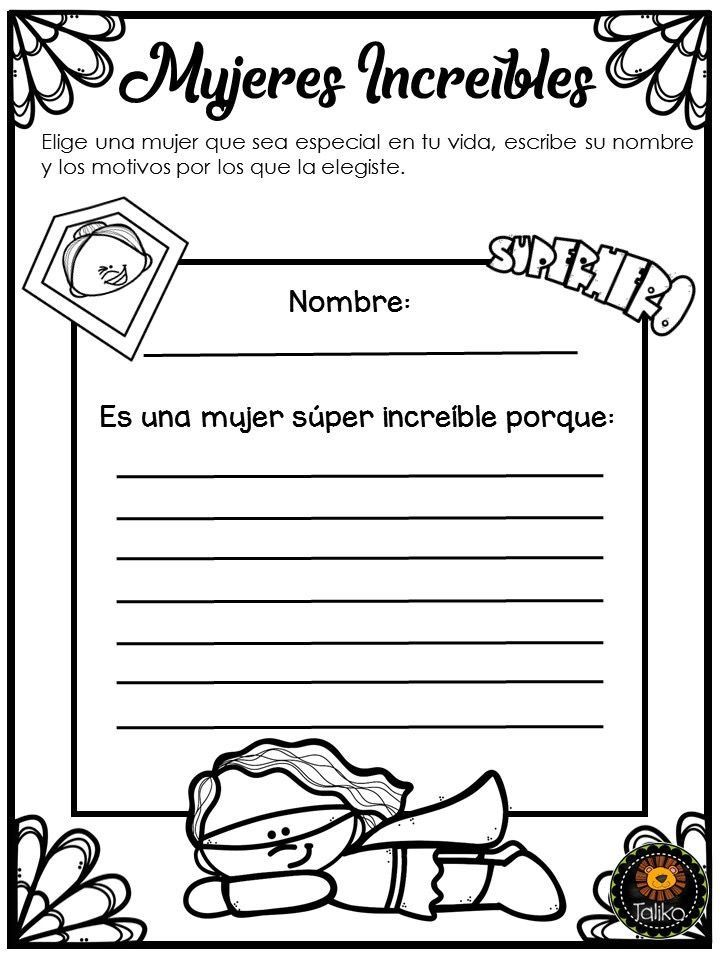 Mujeres Increíbles
Elige una mujer que sea especial en tu vida, escribe su nombre
y los motivos por los que la elegiste.
SUPERHERO
Nombre:
Es una mujer súper increíble porque:
Jaliko